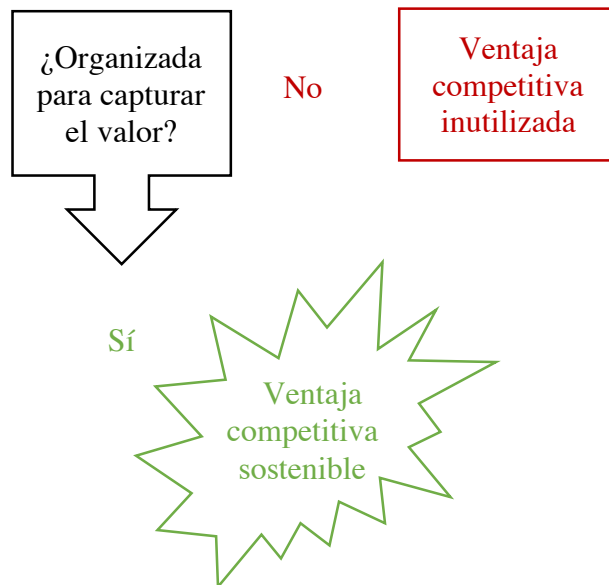 ¿Organizada
para capturar
el valor?
No
Ventaja
competitiva
inutilizada
Sí
Ventaja
competitiva
sostenible